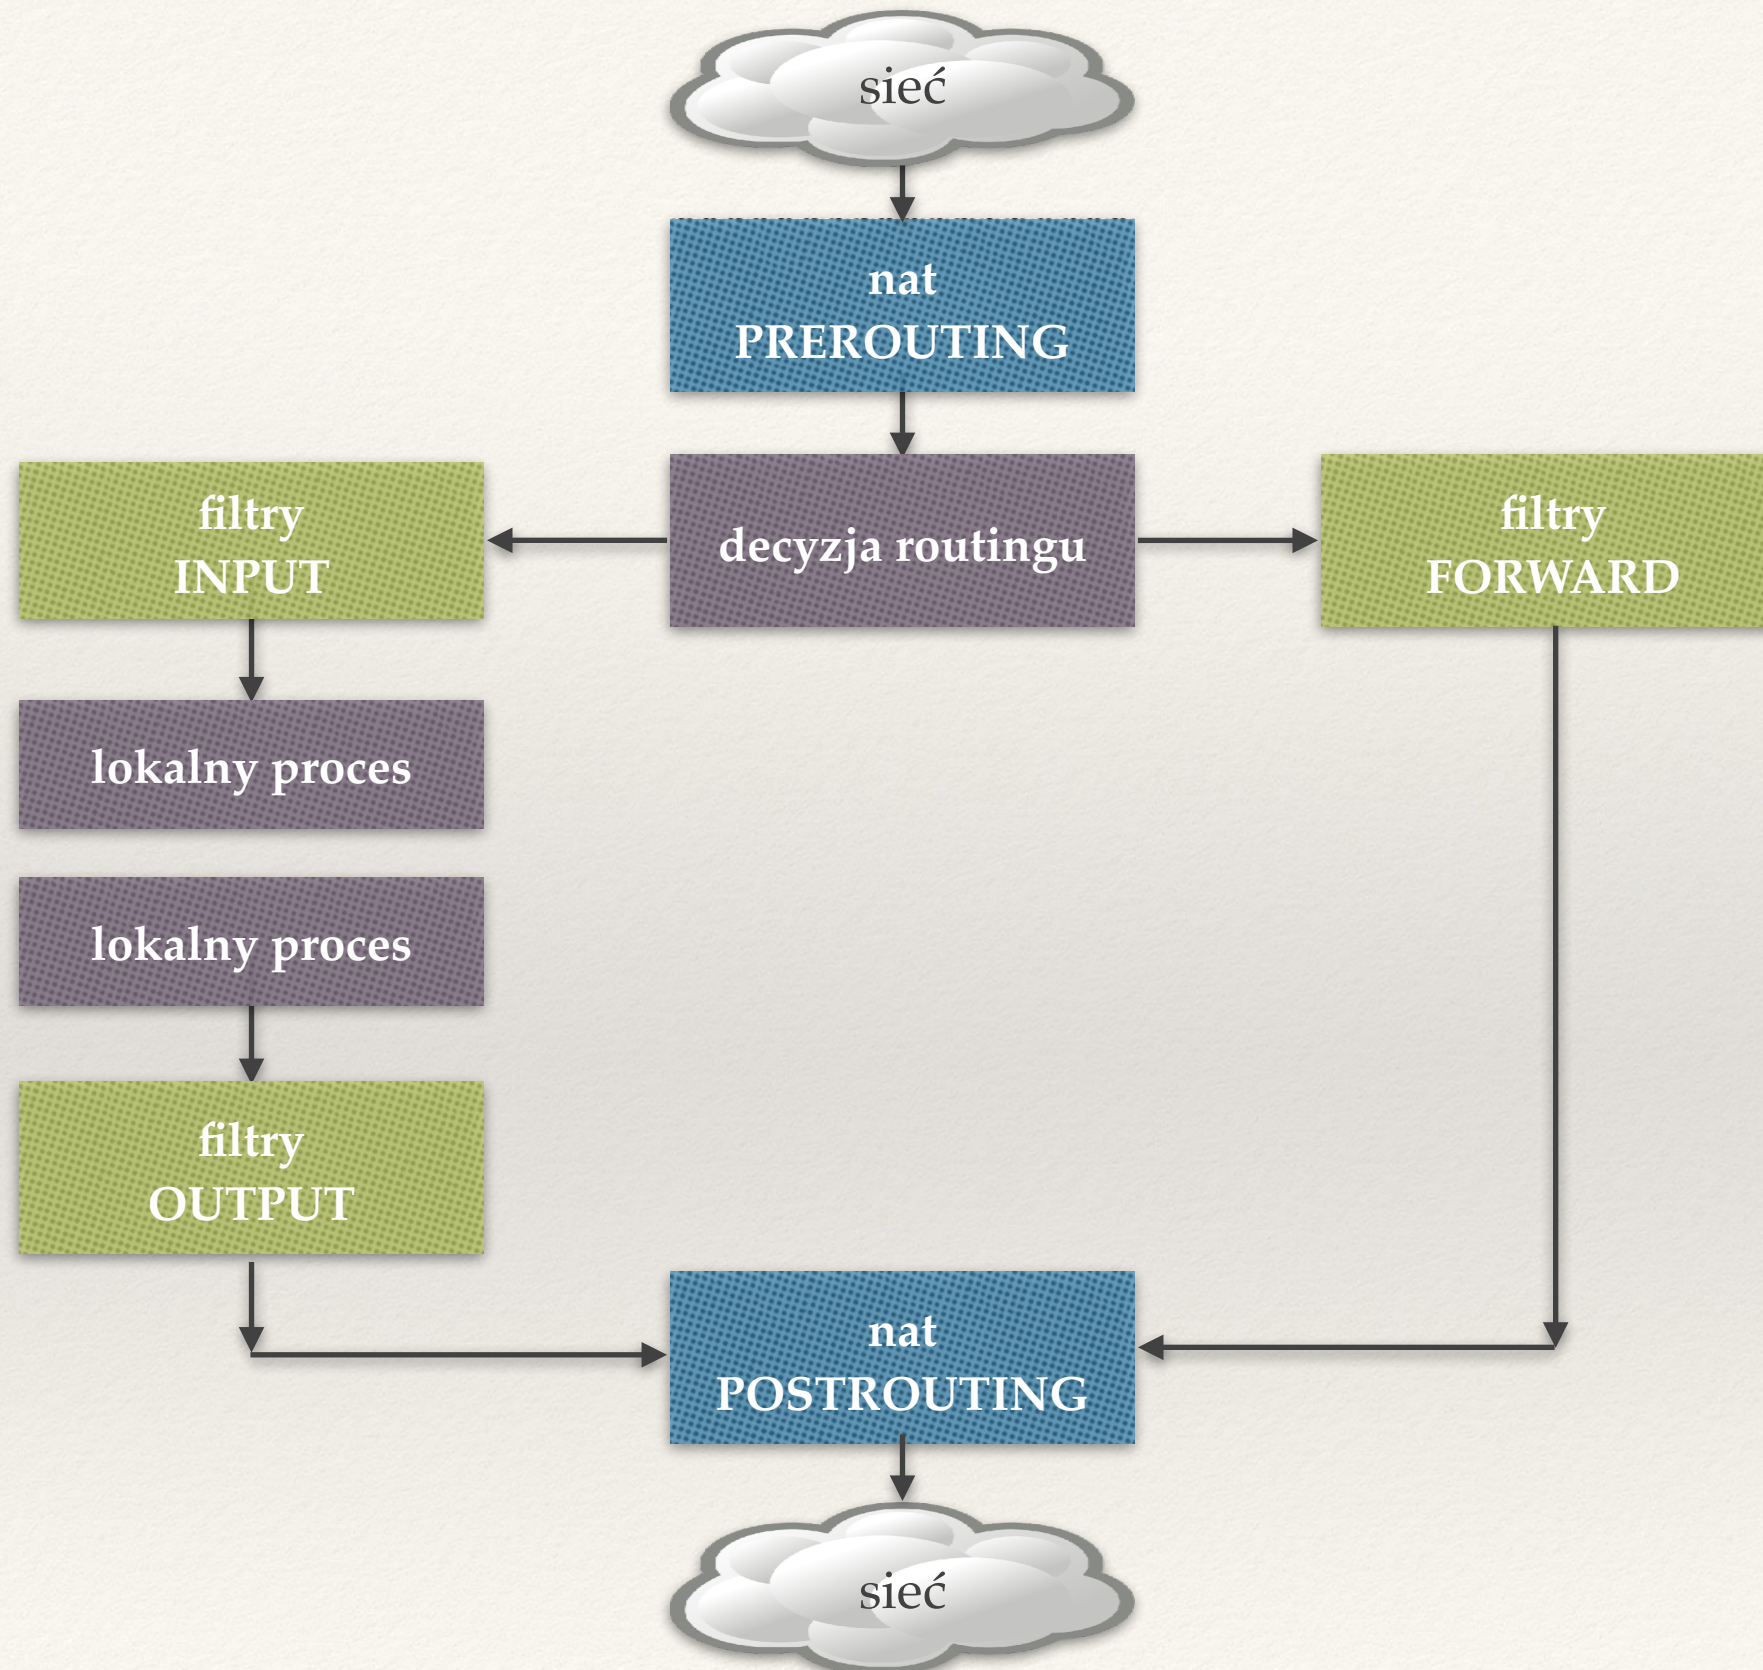 sieć
nat
PREROUTING
filtry
INPUT
decyzja routingu
filtry
FORWARD
lokalny proces
lokalny proces
filtry
OUTPUT
nat
POSTROUTING
sieć